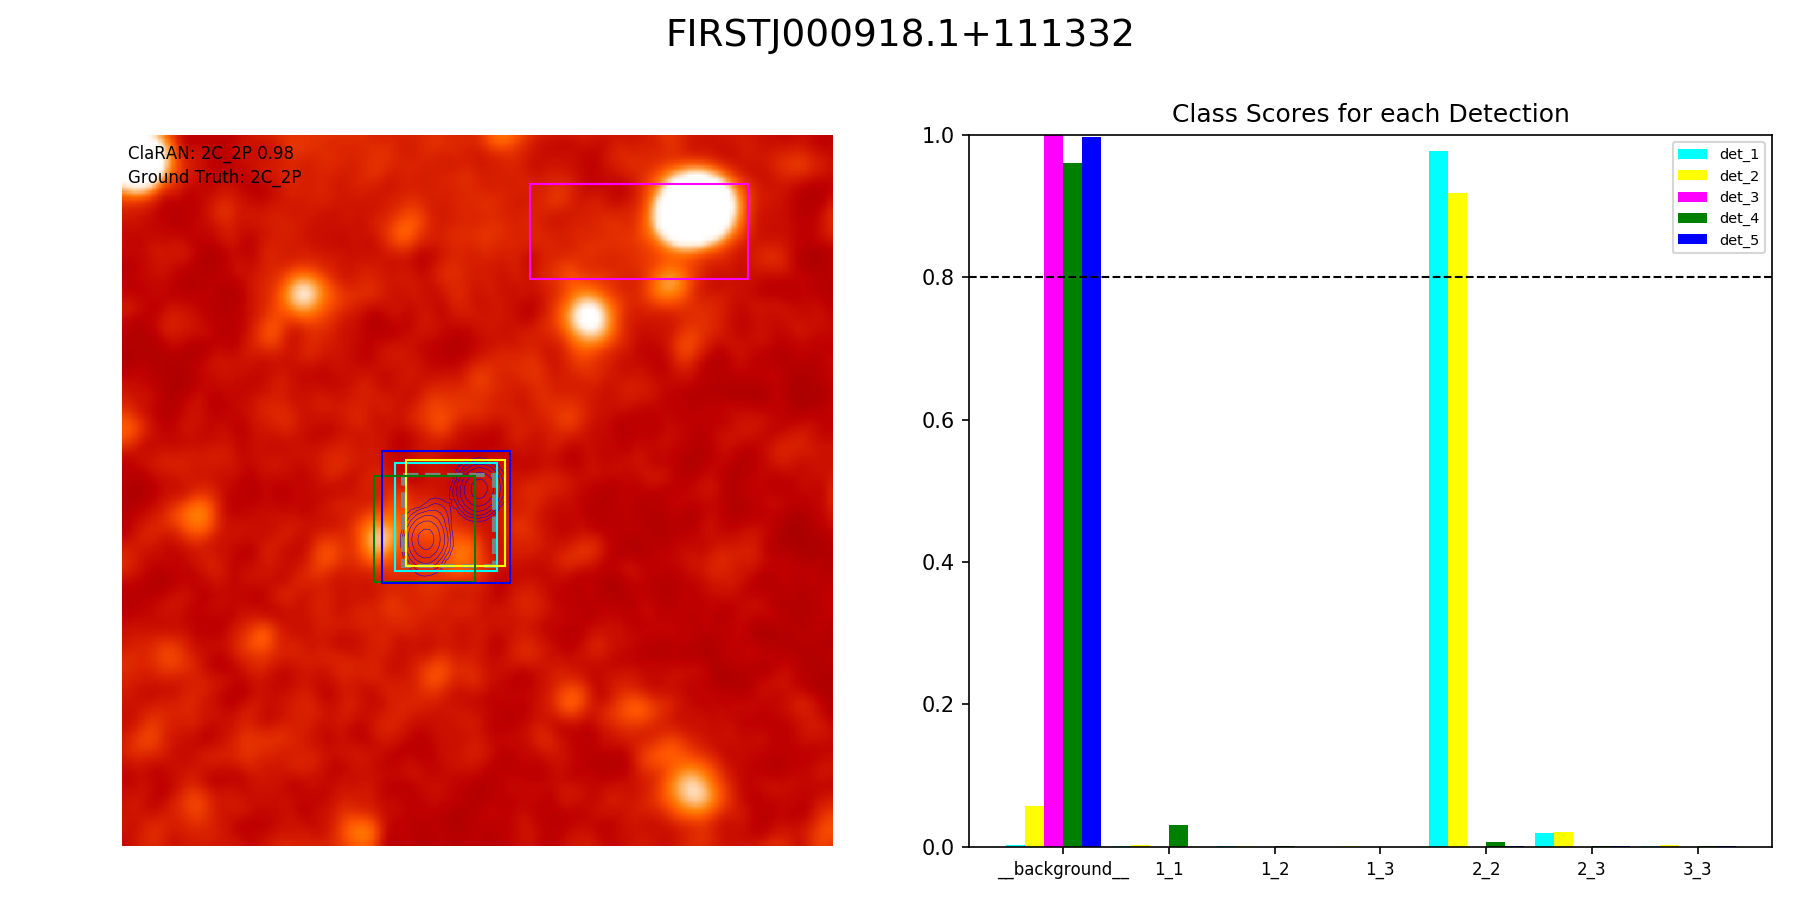 FIRSTJ000918.1+111332
ClaRAN: 2C_2P 0.98
Ground Truth: 2C_2P
Class Scores for each Detection
1.0
0.8
0.6
0.4
0.2
0.0
det_1
det_2
det_3
det_4
det_5
__background__ 1_1 1_2 1_3 2_2 2_3 3_3